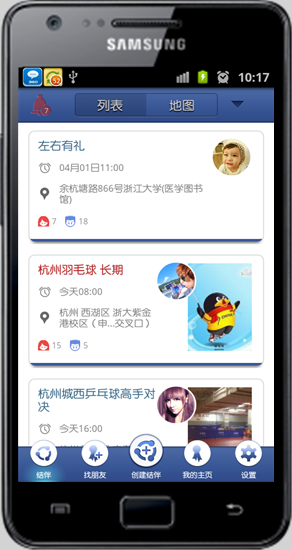 SAMSUNG
10:17
7
列表
地图
左右有礼
04月01日11:00
余杭塘路866号浙江大学(医学图书
馆)
7
18
杭州羽毛球 长期
今天08:00
杭州 西湖区 浙大紫金
港校区（申...交叉口）
15
5
杭州城西乒乓球高手对
决
今天16:00
结伴
找朋友
创建结伴
我的主页
设置